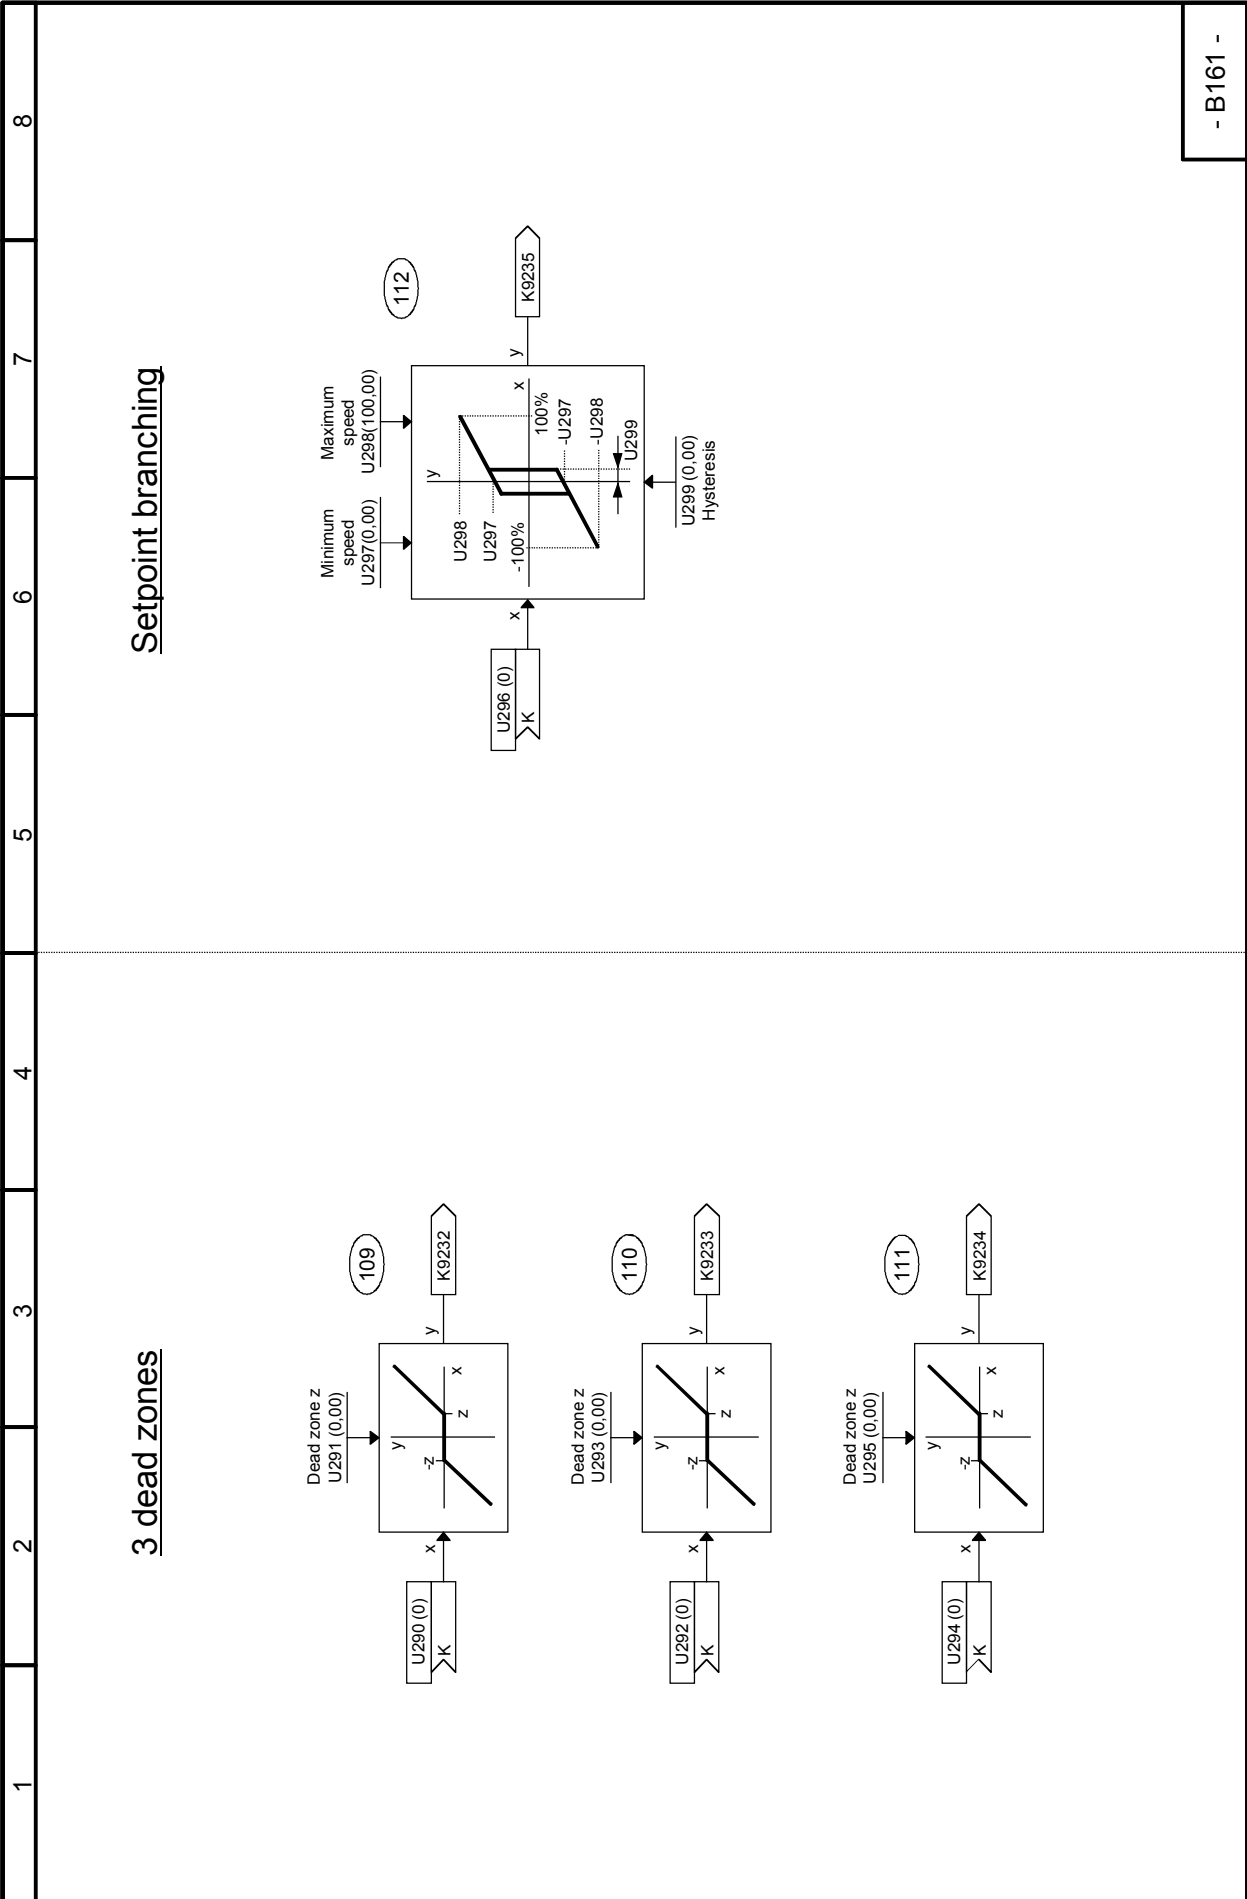 1
2
3
4
5
6
7
8
3 dead zones
Dead zone z
U291 (0,00)
109
U290 (0)
K
x
y
-z
z
x
y
K9232
Dead zone z
U293 (0,00)
110
U292 (0)
K
x
y
-z
z
x
y
K9233
Dead zone z
U295 (0,00)
111
U294 (0)
K
x
y
-z
z
x
y
K9234
Setpoint branching
Minimum
speed
U297(0,00)
Maximum
speed
U298(100,00)
112
U296 (0)
K
x
y
U298
U297
-100%
x
100%
-U297
-U298
U299
y
K9235
U299 (0,00)
Hysteresis
- B161 -